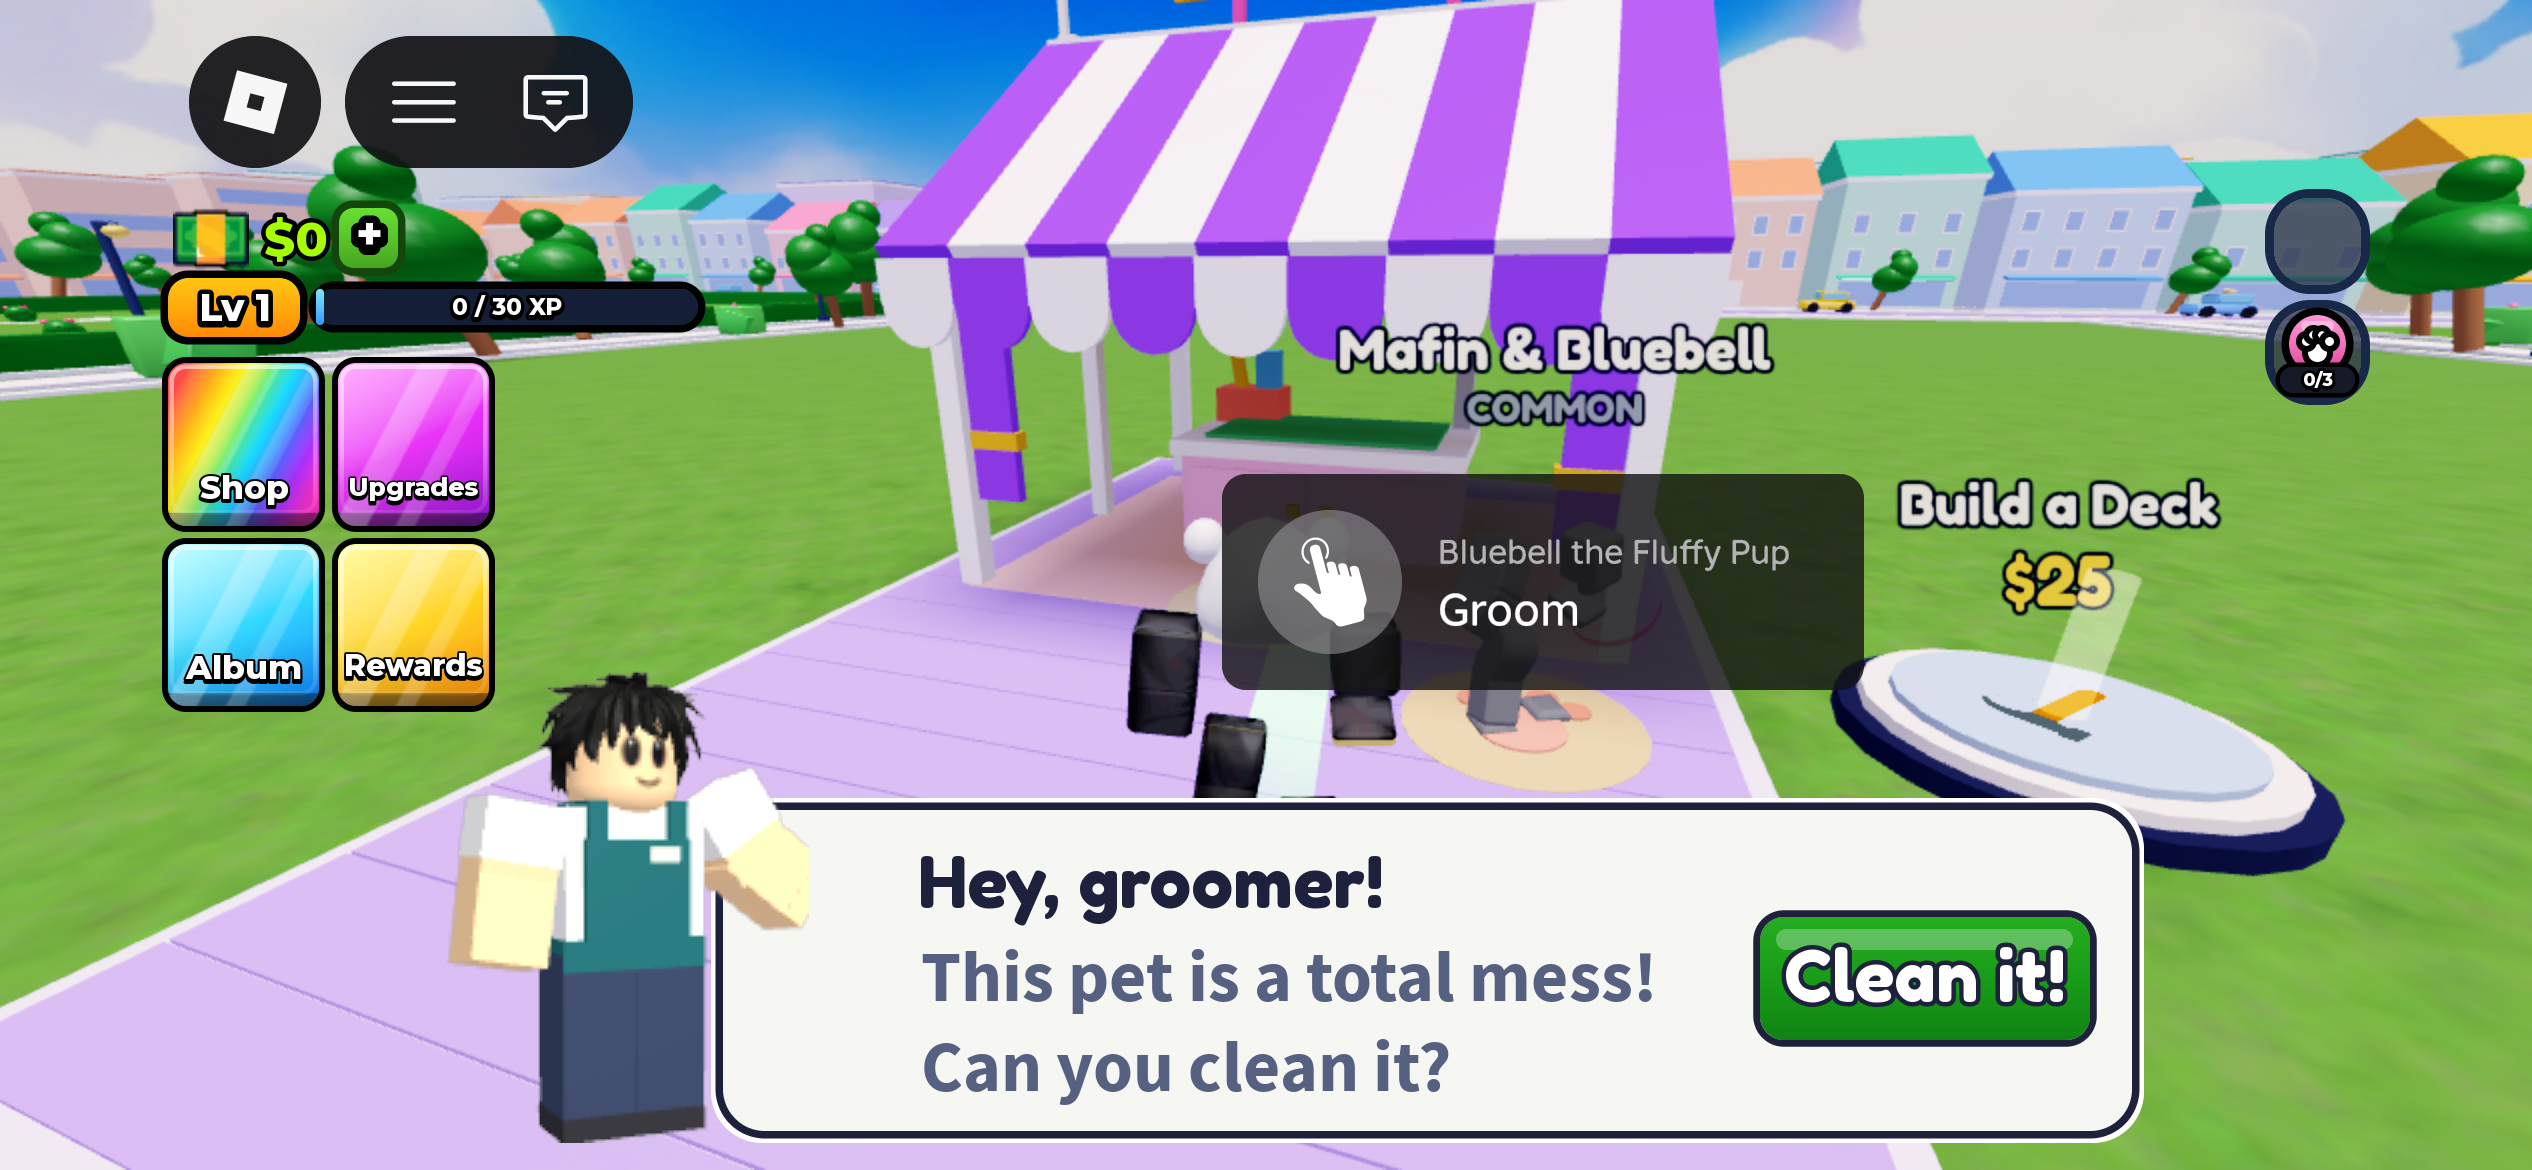 $0
Lv 1
0 / 30 XP
Shop
Upgrades
Album
Rewards
Mafin & Bluebell
COMMON
0/3
Bluebell the Fluffy Pup
Groom
Build a Deck
$25
Hey, groomer!
This pet is a total mess!
Can you clean it?
Clean it!